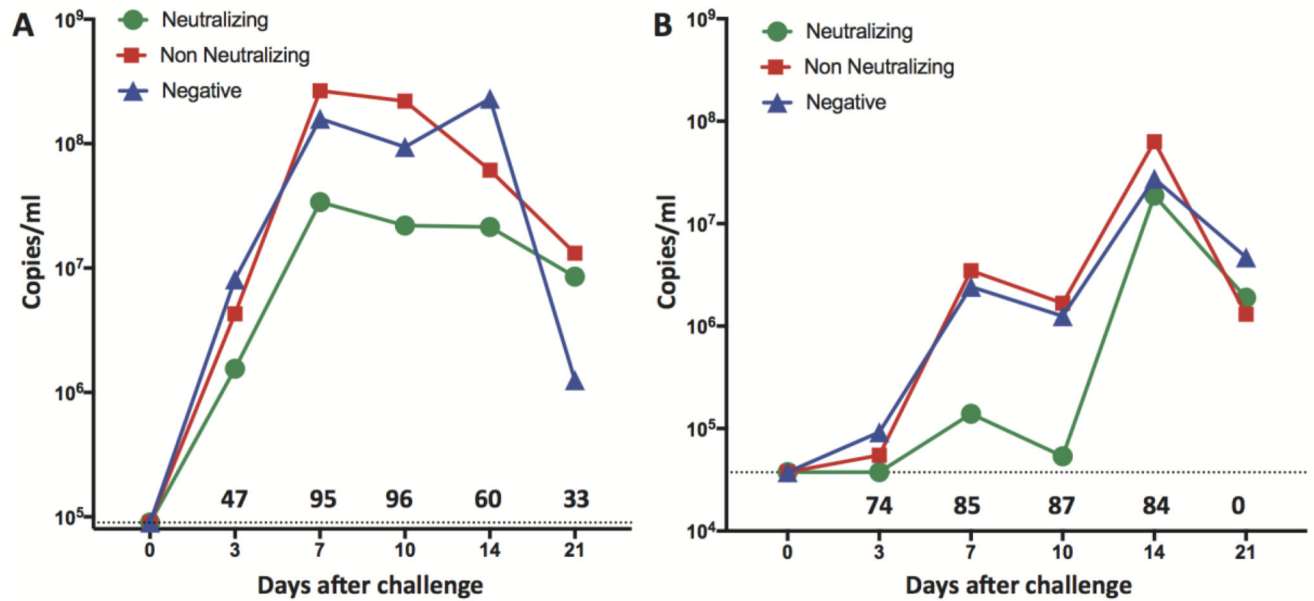 A
Neutralizing
Non Neutralizing
Negative
10⁹
10⁸
10⁷
10⁶
10⁵
Copies/ml
47 95 96 60 33
0 3 7 10 14 21
Days after challenge
B
Neutralizing
Non Neutralizing
Negative
10⁹
10⁸
10⁷
10⁶
10⁵
10⁴
Copies/ml
74 85 87 84 0
0 3 7 10 14 21
Days after challenge